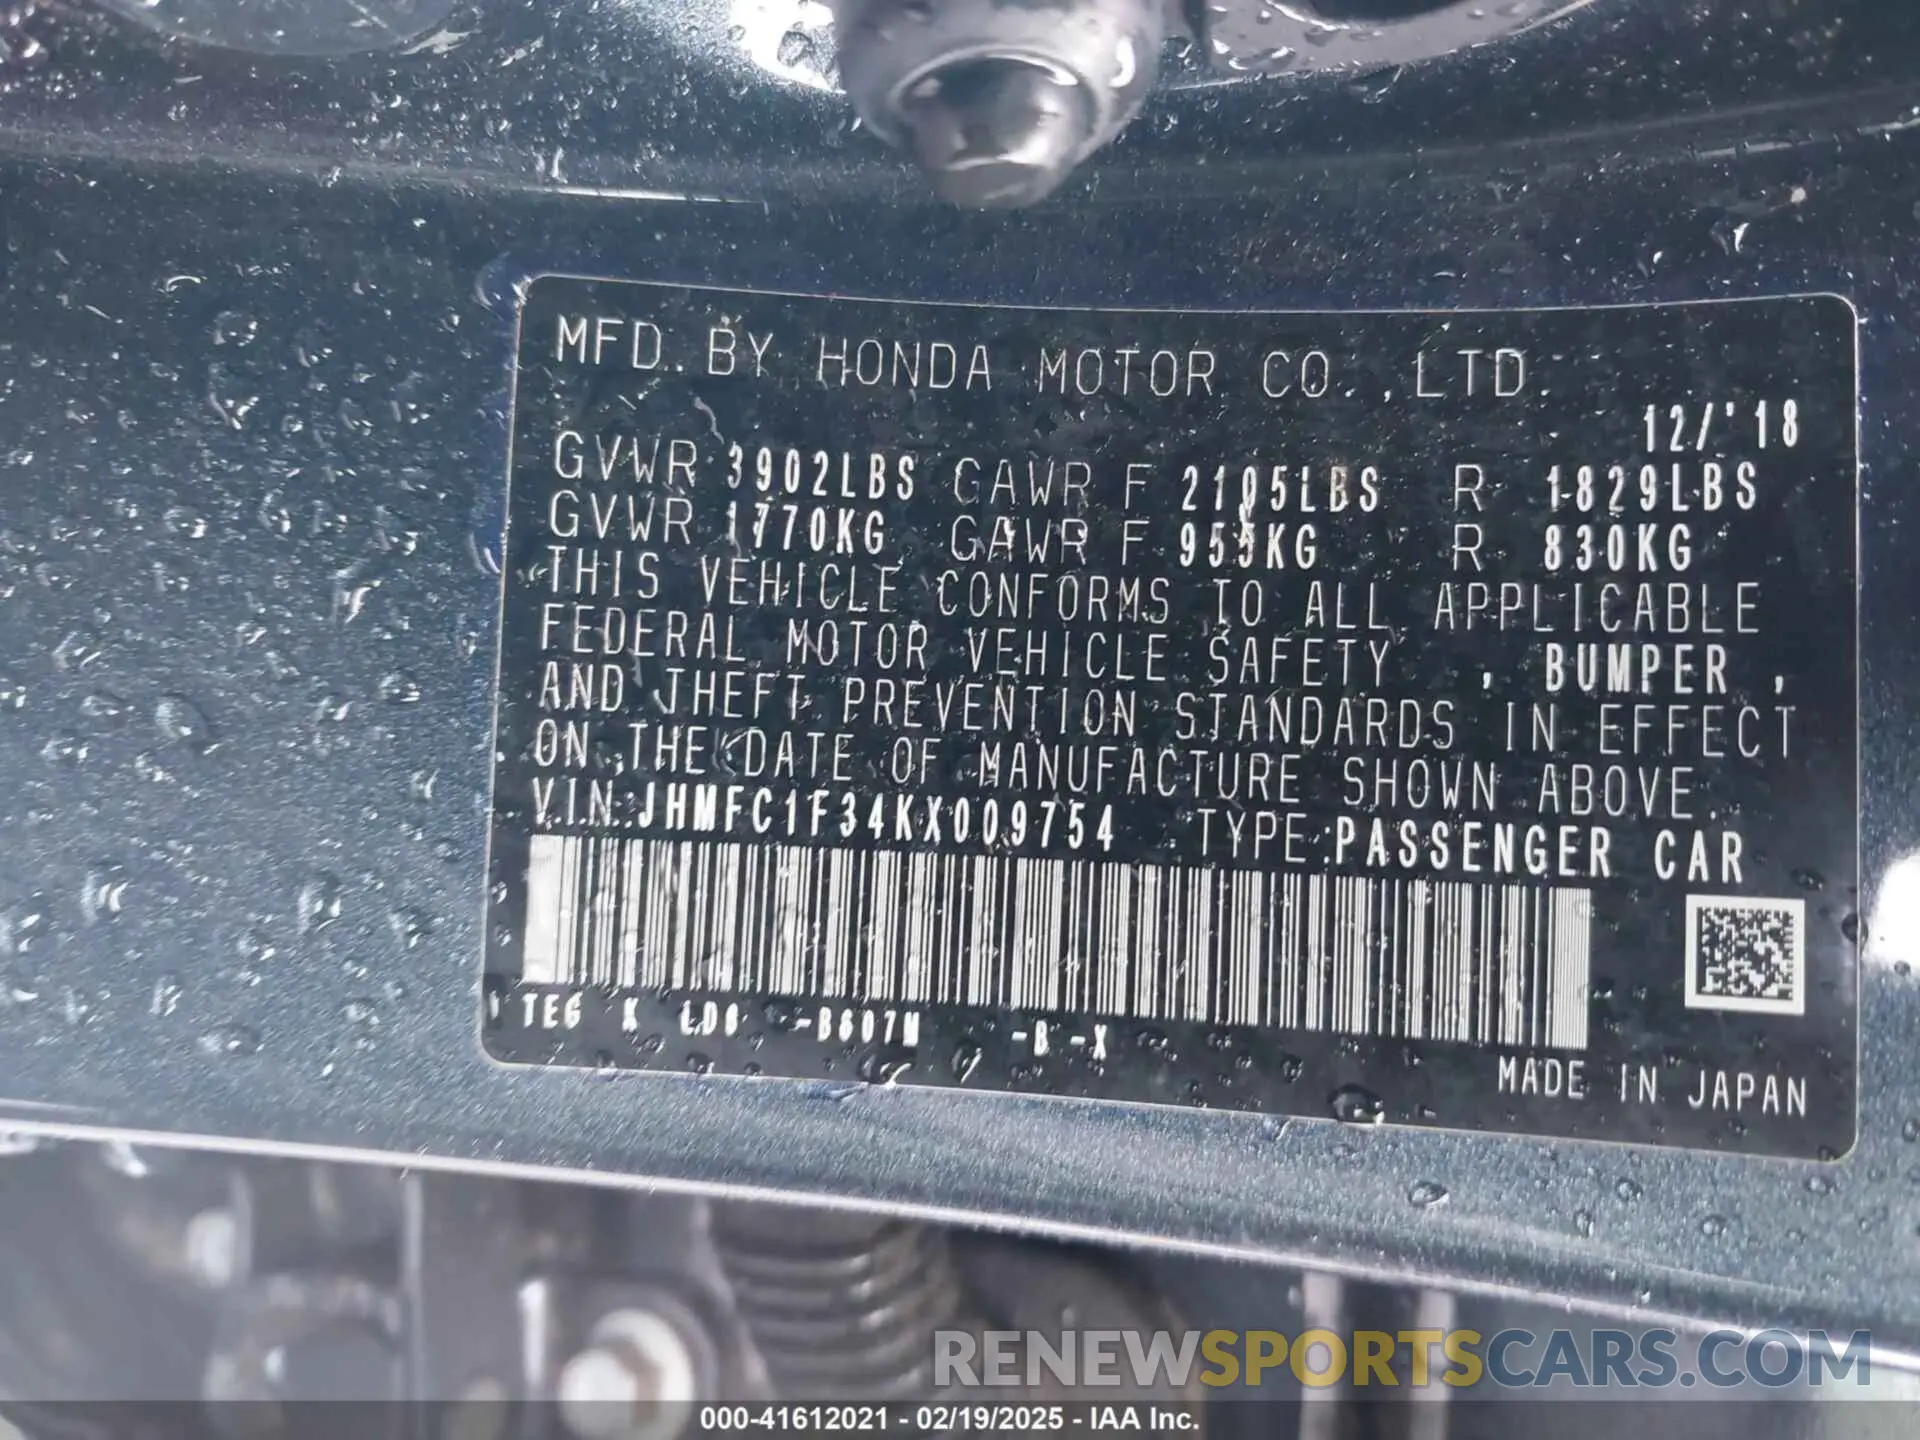 MFD. BY HONDA MOTOR CO.,LTD.
12/'18
GVWR 3902LBS GAWR F 2105LBS R 1829LBS
GVWR 1770KG GAWR F 955KG R 830KG
THIS VEHICLE CONFORMS TO ALL APPLICABLE
FEDERAL MOTOR VEHICLE SAFETY , BUMPER ,
AND THEFT PREVENTION STANDARDS IN EFFECT
ON THE DATE OF MANUFACTURE SHOWN ABOVE.
VIN:JHMFC1F34KX009754 TYPE:PASSENGER CAR
TEG K LD6 -B607M -B -X
MADE IN JAPAN
RENEWSPORTSCARS.COM
000-41612021 - 02/19/2025 - IAA Inc.